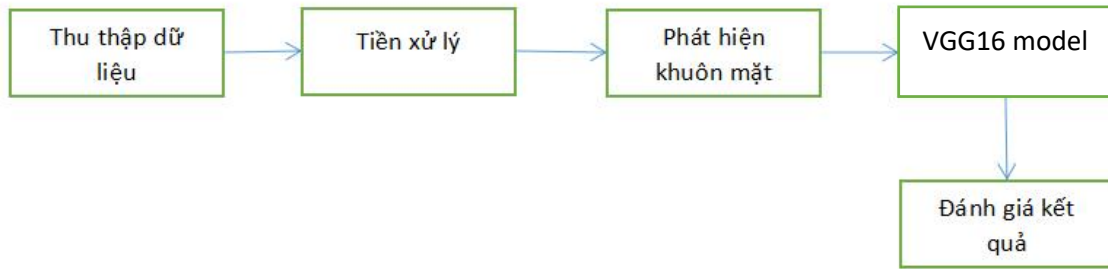 Thu thập dữ
liệu
Tiền xử lý
Phát hiện
khuôn mặt
VGG16 model
Đánh giá kết
quả